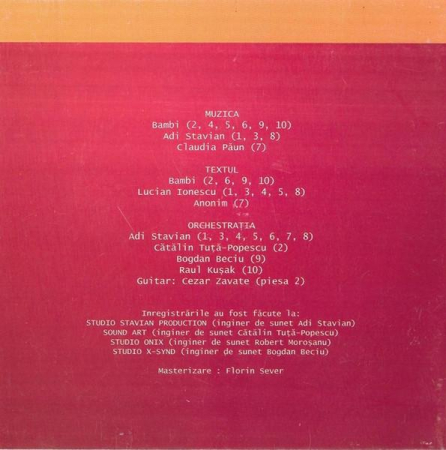 MUZICA
Bambi (2, 4, 5, 6, 9, 10)
Adi Stavian (1, 3, 8)
Claudia Păun (7)
TEXTUL
Bambi (2, 6, 9, 10)
Lucian Ionescu (1, 3, 4, 5, 8)
Anonim (7)
ORCHESTRAȚIA
Adi Stavian (1, 3, 4, 5, 6, 7, 8)
Cătălin Tuță-Popescu (2)
Bogdan Beciu (9)
Raul Kușak (10)
Guitar: Cezar Zavate (piesa 2)
Inregistrările au fost făcute la:
STUDIO STAVIAN PRODUCTION (inginer de sunet Adi Stavian)
SOUND ART (inginer de sunet Cătălin Tuță-Popescu)
STUDIO ONIX (inginer de sunet Robert Moroșanu)
STUDIO X-SYND (inginer de sunet Bogdan Beciu)
Masterizare : Florin Sever